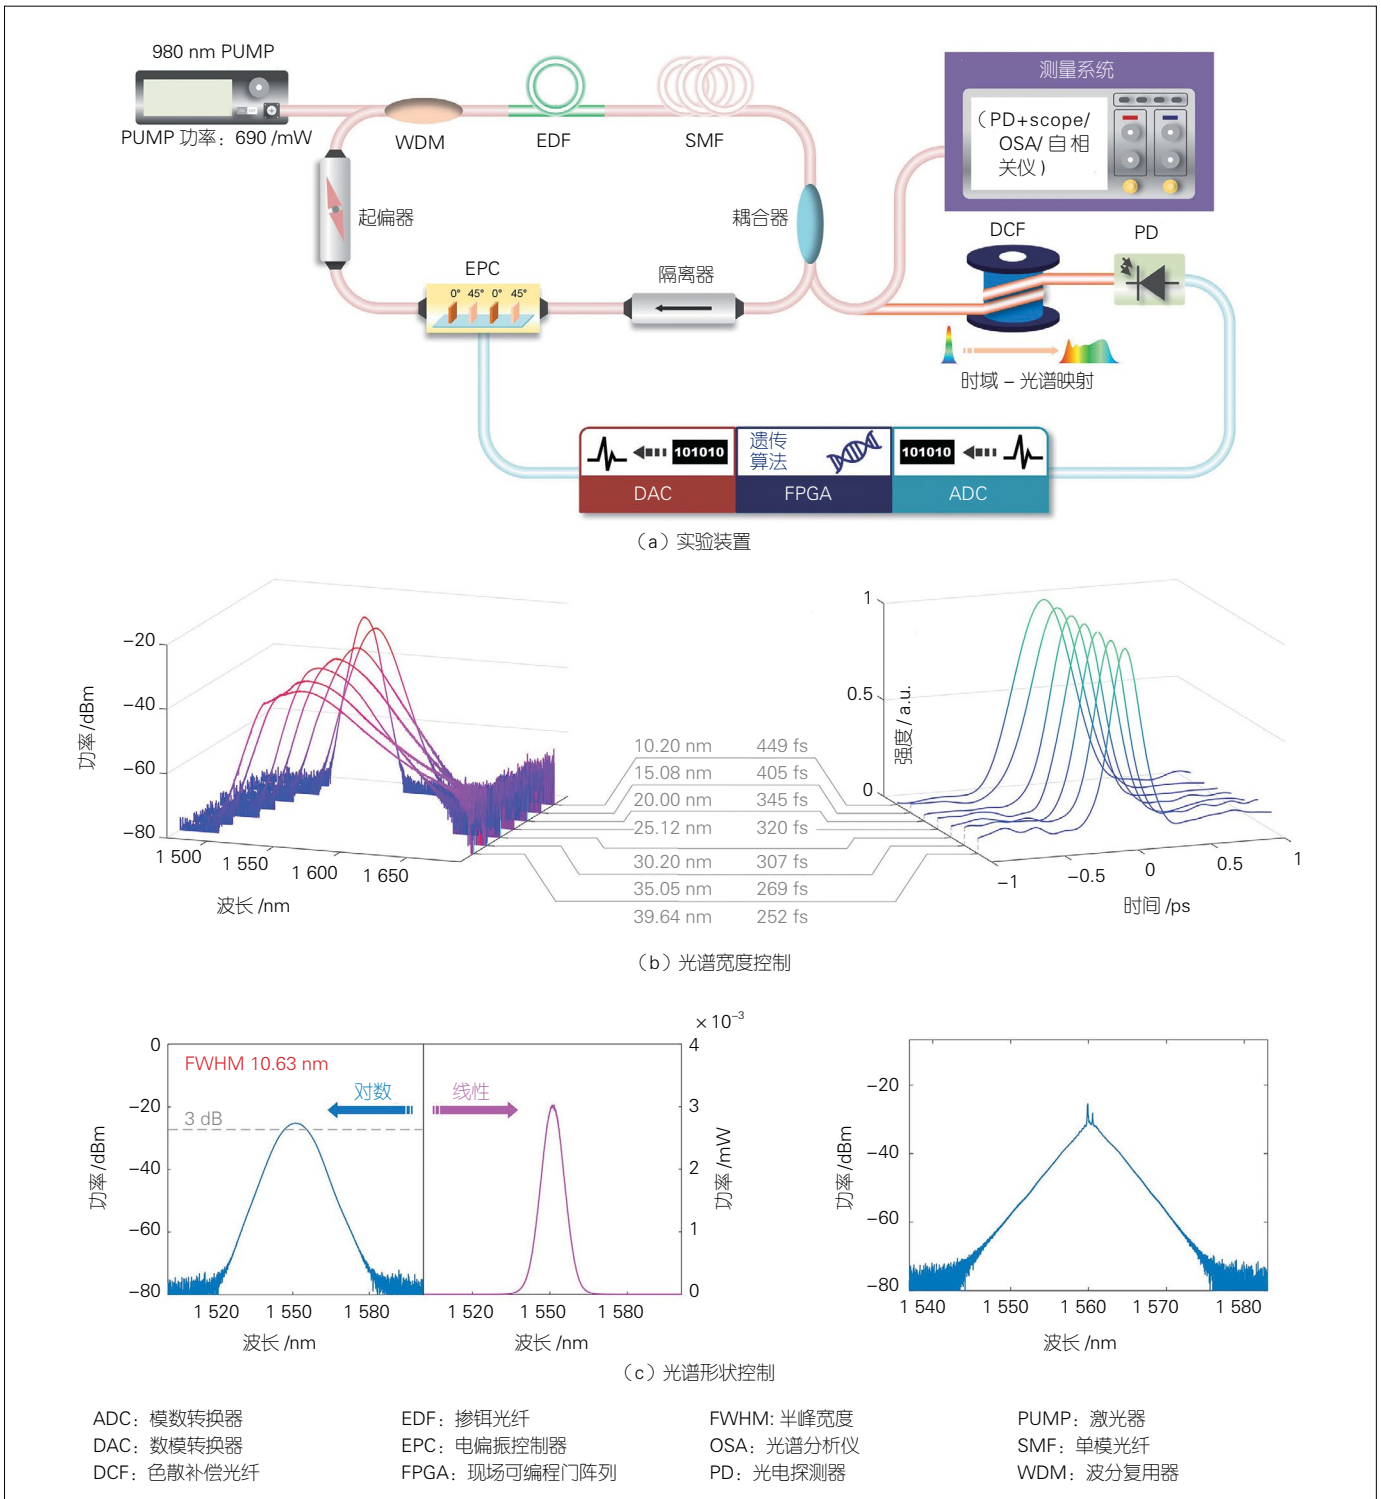 980 nm PUMP
PUMP 功率：690 /mW
WDM
EDF
SMF
测量系统
（PD+scope/
OSA/ 自 相
关仪）
起偏器
耦合器
DCF
PD
EPC
0° 45° 0° 45°
隔离器
时域 – 光谱映射
101010
遗传
算法
101010
DAC
FPGA
ADC
（a）实验装置
−20
−40
−60
−80
功率 /dBm
1 500
1 550
1 600
1 650
波长 /nm
10.20 nm 449 fs
15.08 nm 405 fs
20.00 nm 345 fs
25.12 nm 320 fs
30.20 nm 307 fs
35.05 nm 269 fs
39.64 nm 252 fs
1
0.5
0
强度 / a.u.
−1
−0.5
0
0.5
1
时间 /ps
（b）光谱宽度控制
0
−20
−40
−60
−80
功率 /dBm
FWHM 10.63 nm
对数
3 dB
1 520 1 550 1 580
波长 /nm
线性
× 10⁻³
4
3
2
1
0
功率 /mW
1 520 1 550 1 580
波长 /nm
−20
−40
−60
−80
功率 /dBm
1 540 1 550 1 560 1 570 1 580
波长 /nm
（c）光谱形状控制
ADC：模数转换器 EDF：掺铒光纤 FWHM: 半峰宽度 PUMP：激光器
DAC：数模转换器 EPC：电偏振控制器 OSA：光谱分析仪 SMF：单模光纤
DCF：色散补偿光纤 FPGA：现场可编程门阵列 PD：光电探测器 WDM：波分复用器